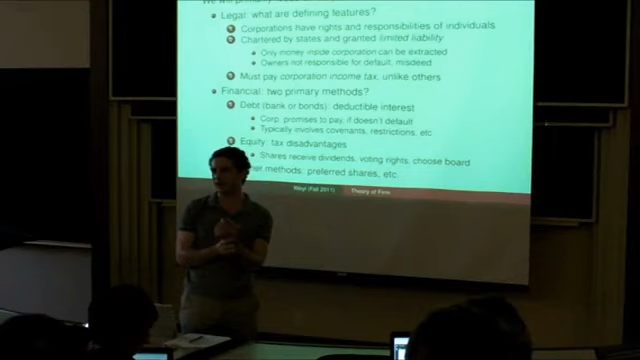 Legal: what are defining features?
Corporations have rights and responsibilities of individuals
Chartered by states and granted limited liability
Only money inside corporation can be extracted
Owners not responsible for default, misdeed
Must pay corporation income tax, unlike others
Financial: two primary methods?
Debt (bank or bonds): deductible interest
Corp. promises to pay, if doesn't default
Typically involves covenants, restrictions, etc
Equity: tax disadvantages
Shares receive dividends, voting rights, choose board
her methods: preferred shares, etc.
Weyl (Fall 2011) Theory of Firm